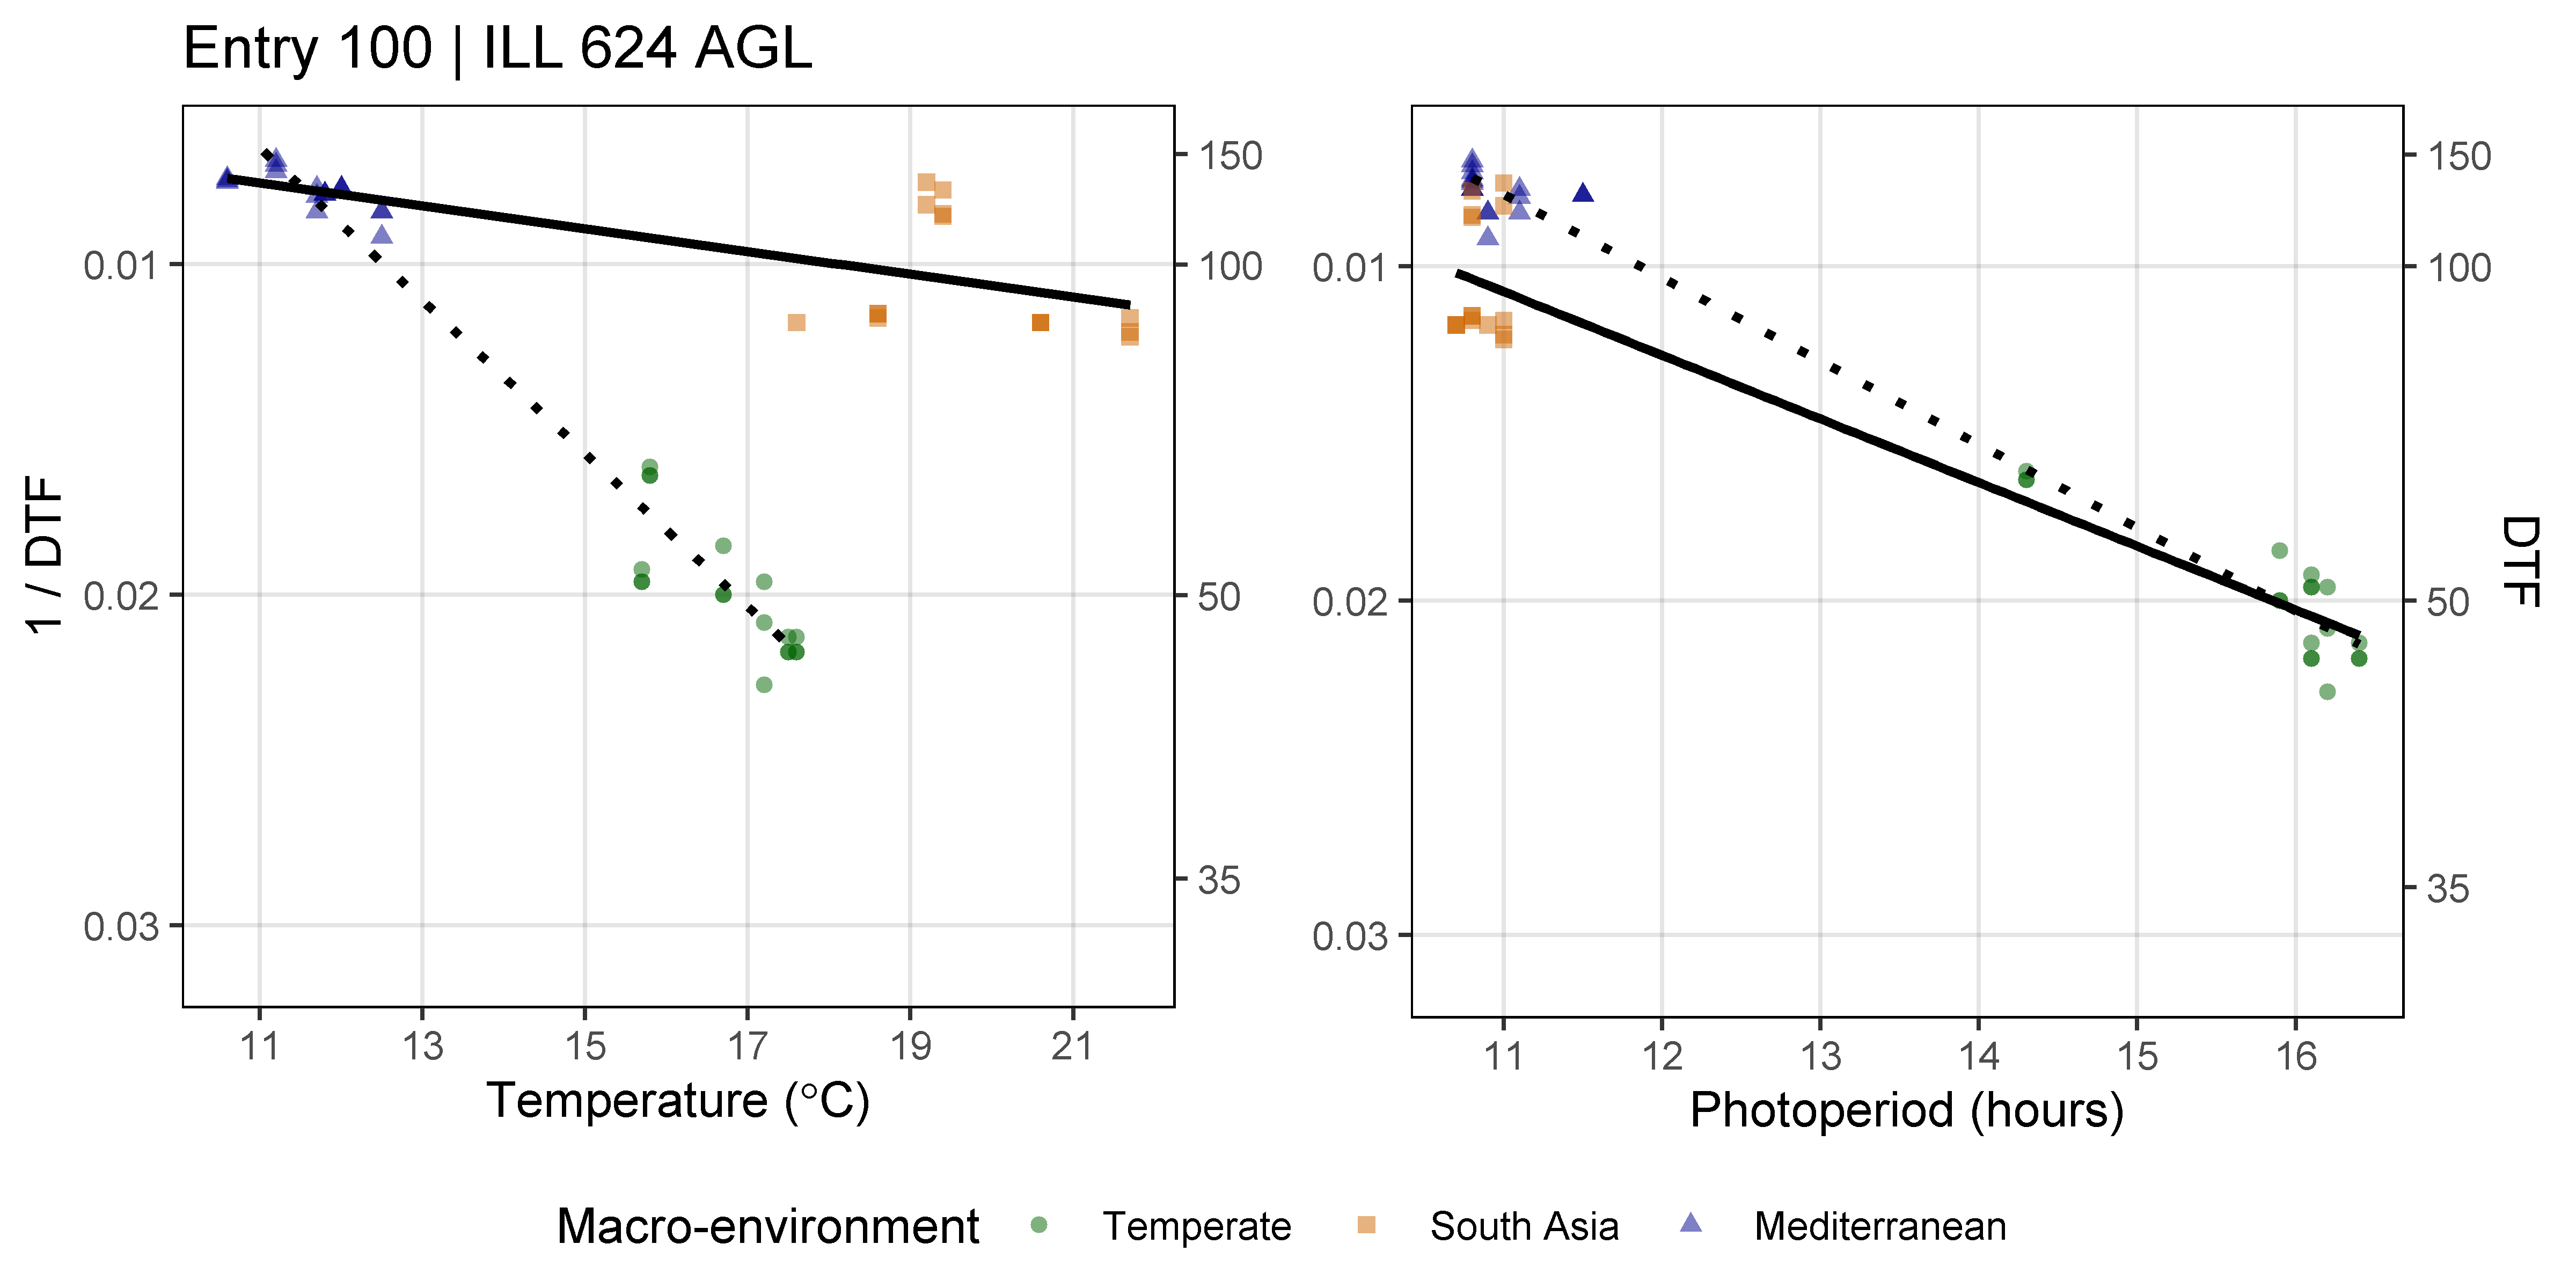 Entry 100 | ILL 624 AGL
1 / DTF
0.01
0.02
0.03
150
100
50
35
11 13 15 17 19 21
Temperature (°C)
0.01
0.02
0.03
150
100
50
35
DTF
11 12 13 14 15 16
Photoperiod (hours)
Macro-environment Temperate South Asia Mediterranean